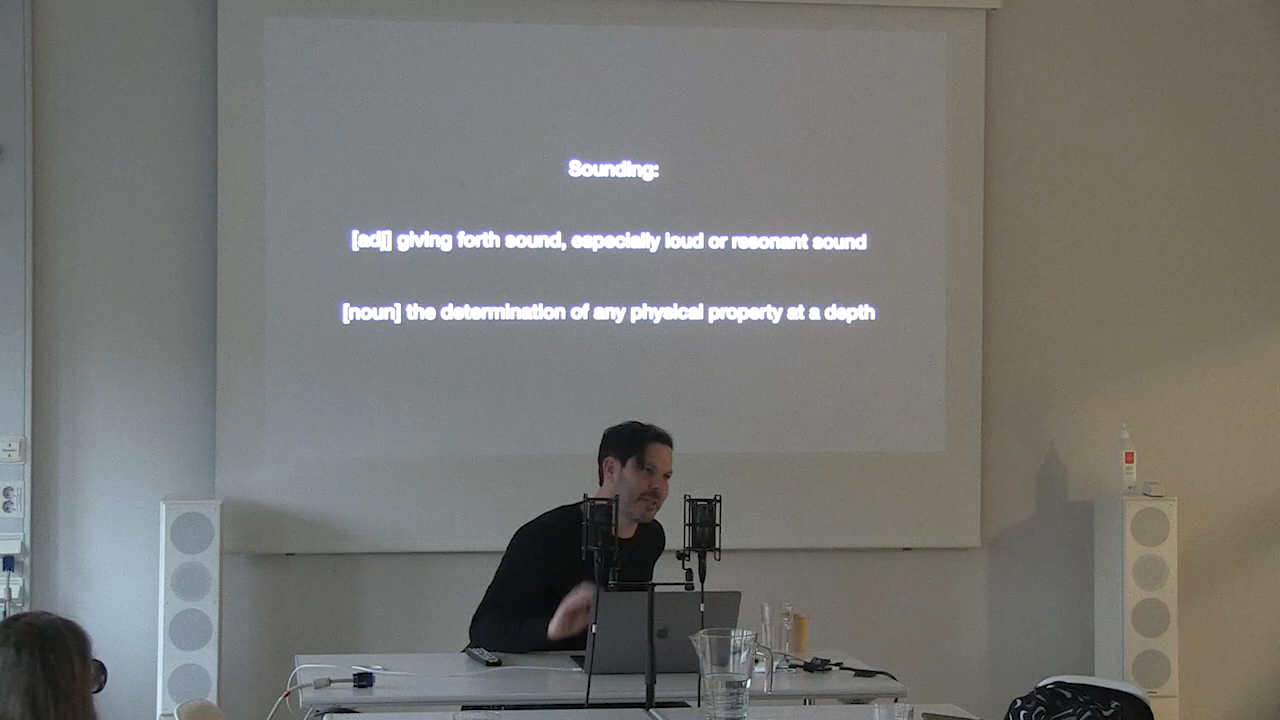 Sounding:
[adj] giving forth sound, especially loud or resonant sound
[noun] the determination of any physical property at a depth